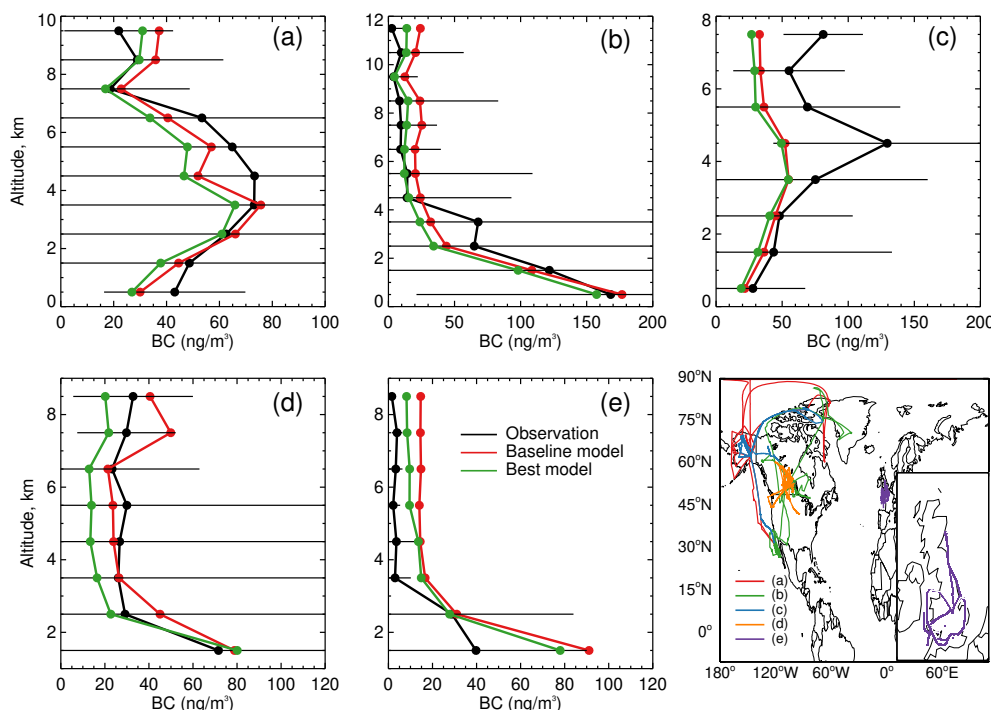 (a)
10
8
6
4
2
0
Altitude, km
0 20 40 60 80 100
BC (ng/m³)
(b)
12
10
8
6
4
2
0
0 50 100 150 200
BC (ng/m³)
(c)
8
6
4
2
0
0 50 100 150 200
BC (ng/m³)
(d)
8
6
4
2
Altitude, km
0 20 40 60 80 100 120
BC (ng/m³)
(e)
8
6
4
2
Observation
Baseline model
Best model
0 20 40 60 80 100 120
BC (ng/m³)
90°N
75°N
60°N
45°N
30°N
15°N
0°
(a)
(b)
(c)
(d)
(e)
180° 120°W 60°W 0° 60°E